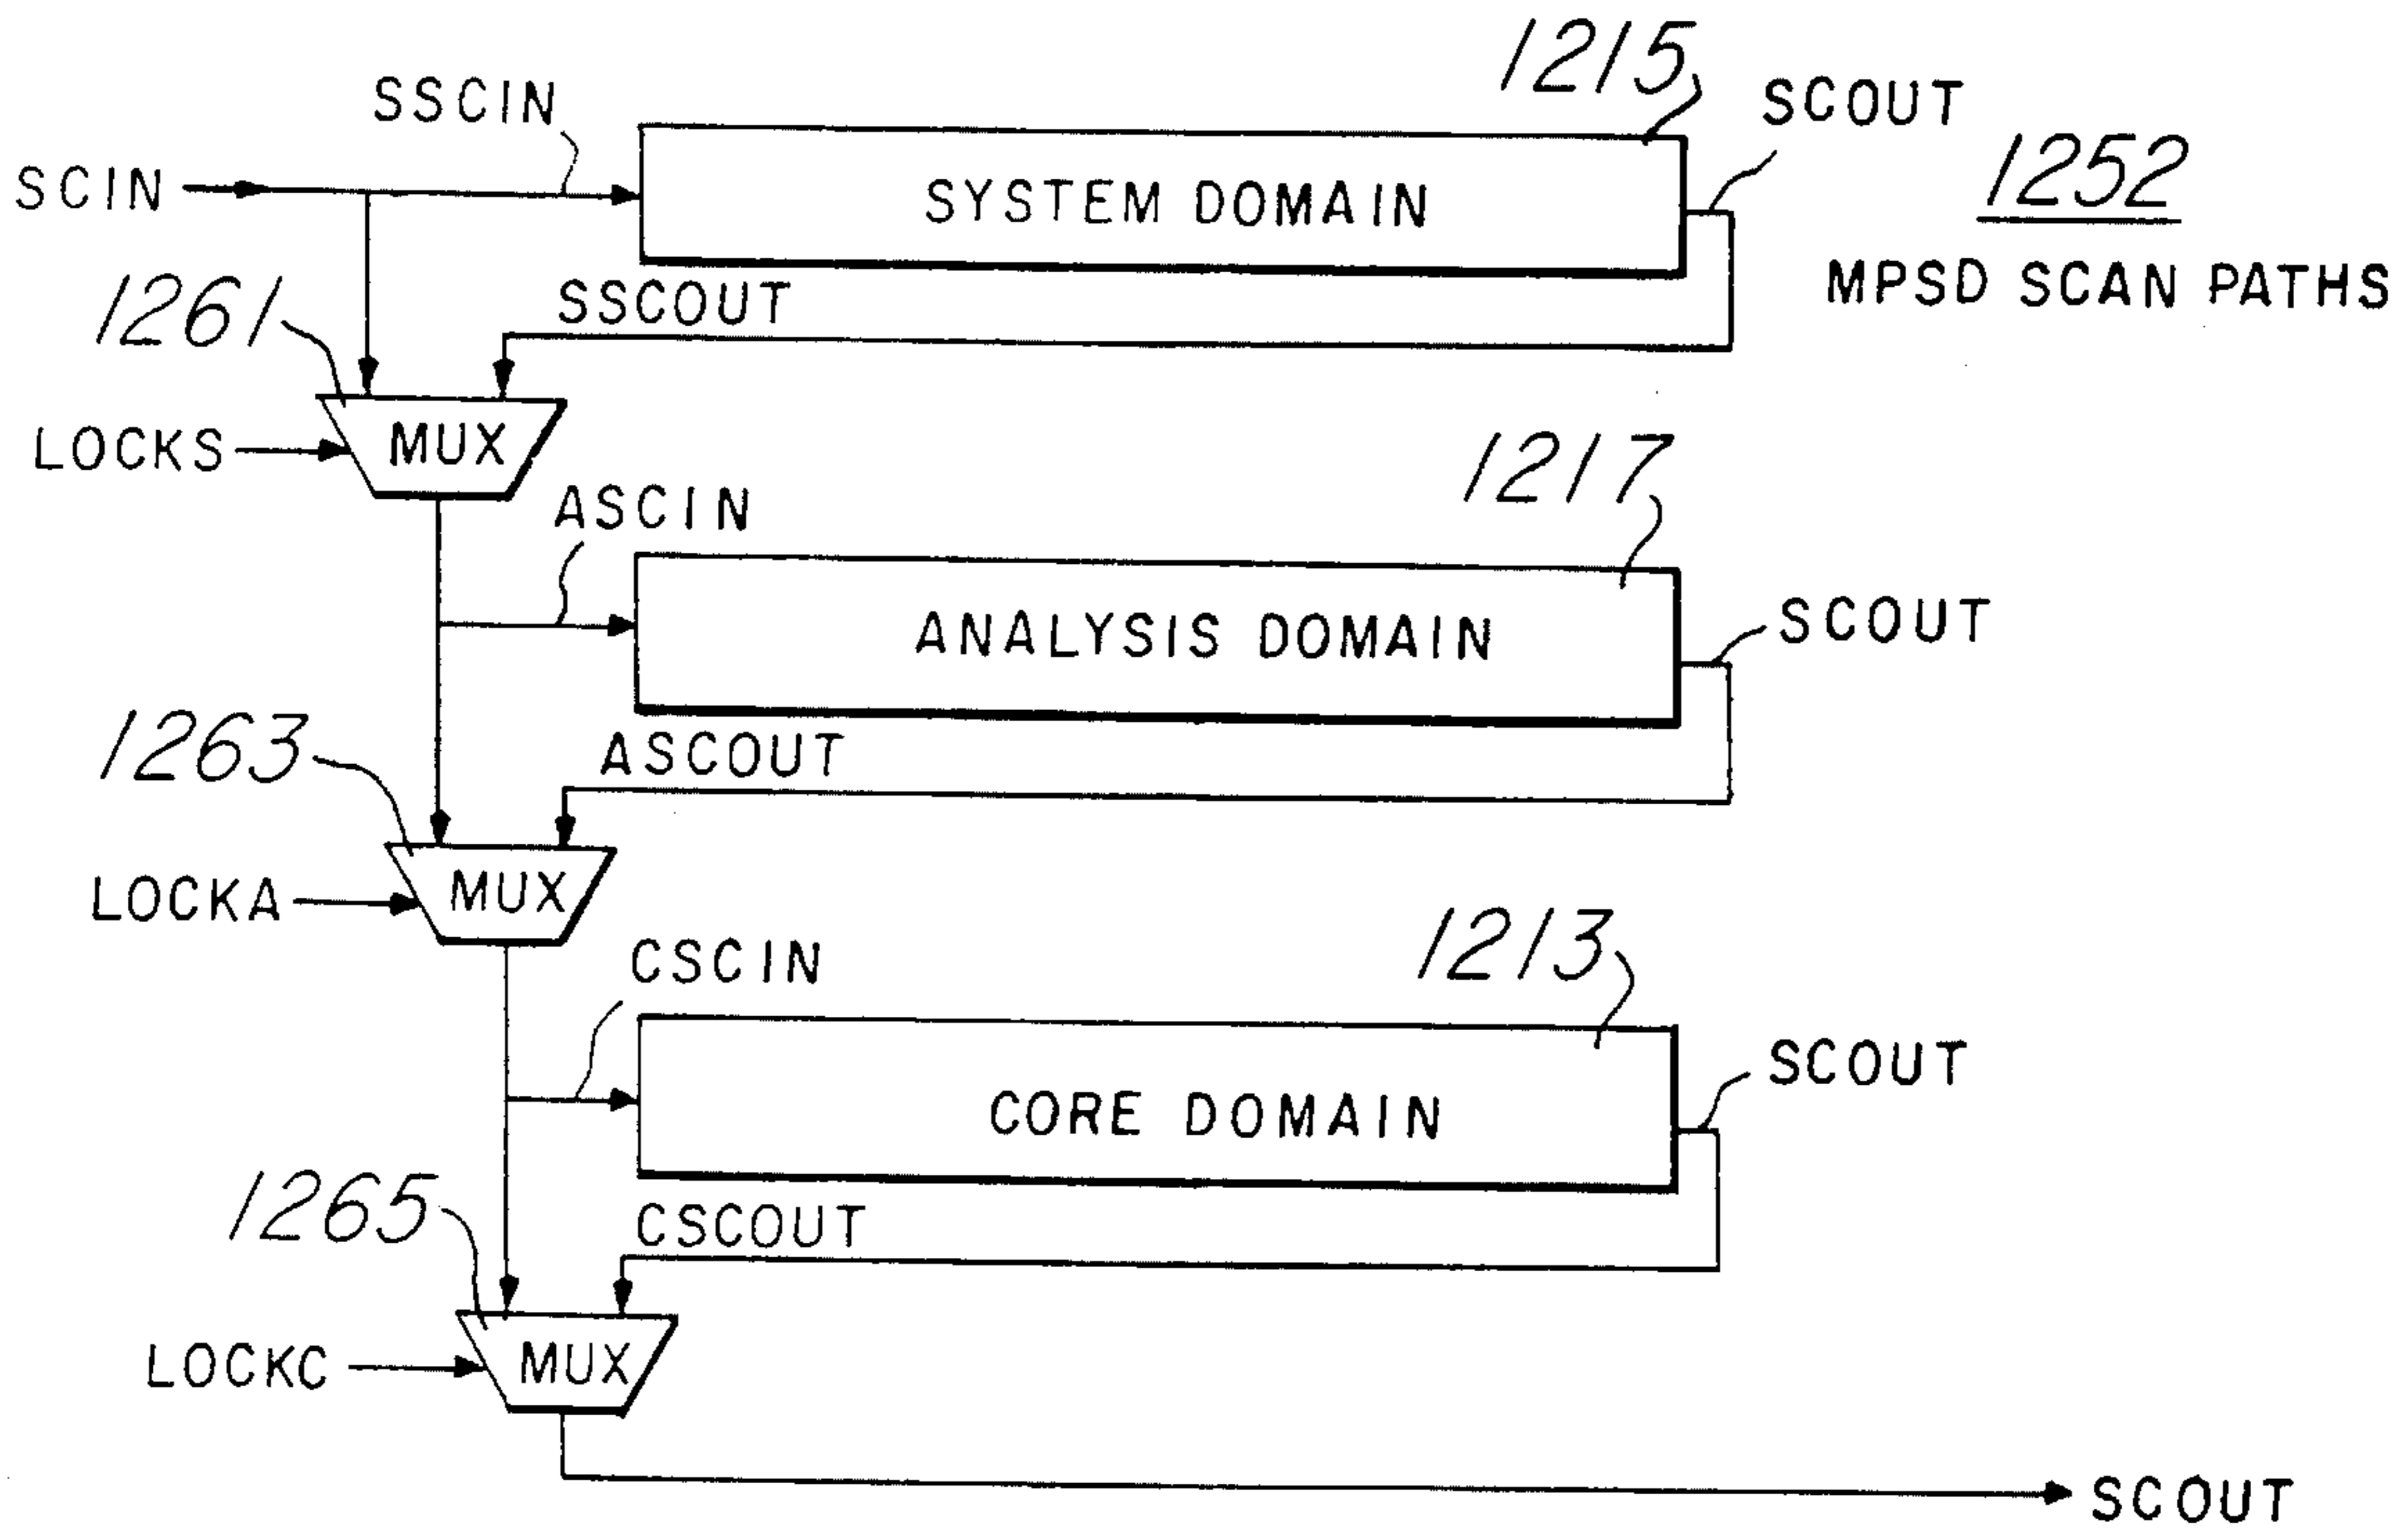 1215
SSCIN
SCOUT
SCIN
SYSTEM DOMAIN
1252
MPSD SCAN PATHS
1261
SSCOUT
LOCKS
MUX
1217
ASCIN
ANALYSIS DOMAIN
SCOUT
1263
ASCOUT
LOCKA
MUX
1213
CSCIN
SCOUT
CORE DOMAIN
1265
CSCOUT
LOCKC
MUX
SCOUT